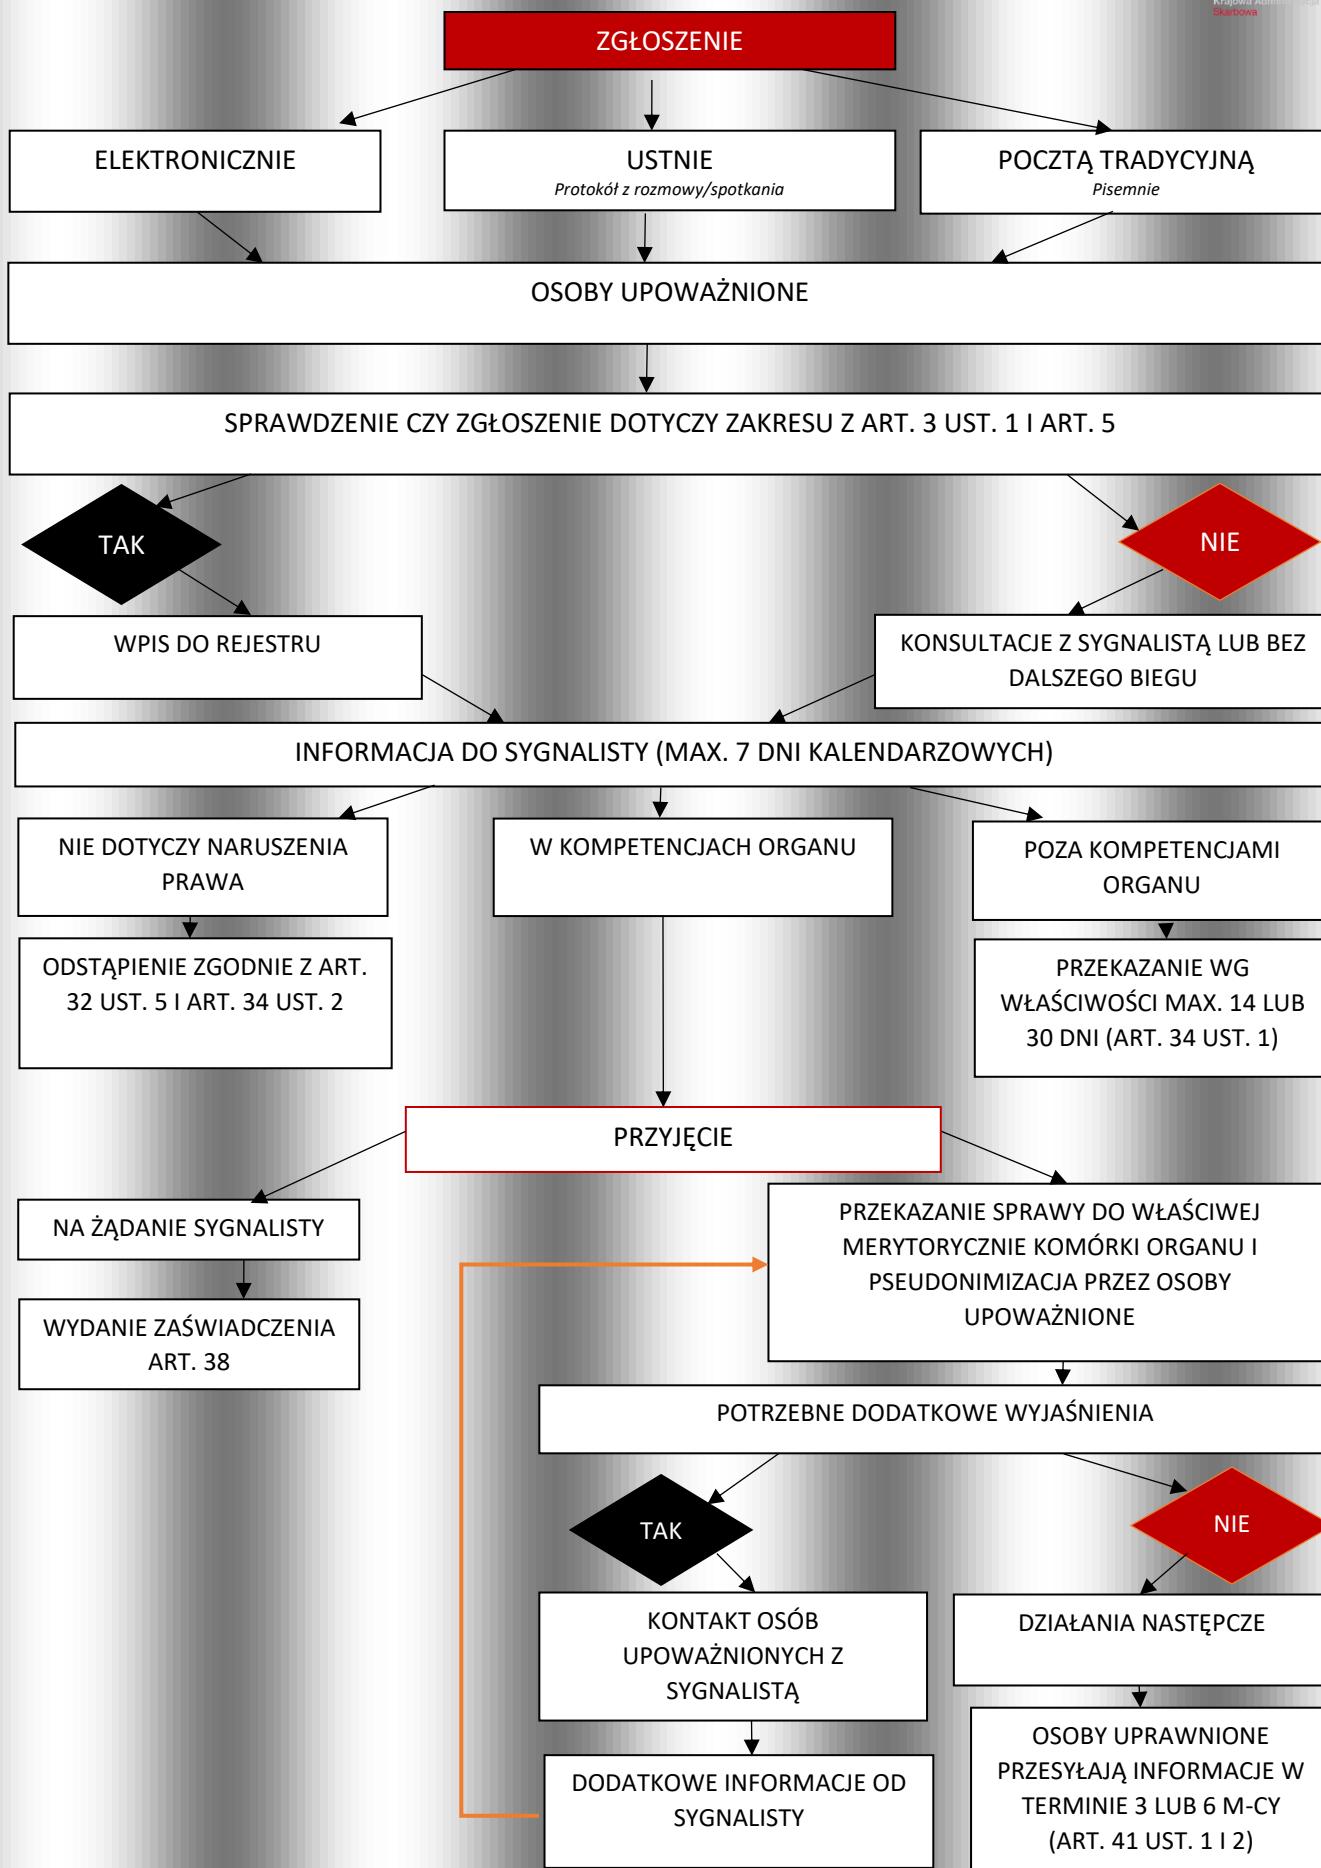 Krajowa Administracja
Skarbowa
ZGŁOSZENIE
ELEKTRONICZNIE
USTNIE
Protokół z rozmowy/spotkania
POCZTĄ TRADYCYJNĄ
Pisemnie
OSOBY UPOWAŻNIONE
SPRAWDZENIE CZY ZGŁOSZENIE DOTYCZY ZAKRESU Z ART. 3 UST. 1 I ART. 5
TAK
NIE
WPIS DO REJESTRU
KONSULTACJE Z SYGNALISTĄ LUB BEZ
DALSZEGO BIEGU
INFORMACJA DO SYGNALISTY (MAX. 7 DNI KALENDARZOWYCH)
NIE DOTYCZY NARUSZENIA
PRAWA
W KOMPETENCJACH ORGANU
POZA KOMPETENCJAMI
ORGANU
ODSTĄPIENIE ZGODNIE Z ART.
32 UST. 5 I ART. 34 UST. 2
PRZEKAZANIE WG
WŁAŚCIWOŚCI MAX. 14 LUB
30 DNI (ART. 34 UST. 1)
PRZYJĘCIE
NA ŻĄDANIE SYGNALISTY
WYDANIE ZAŚWIADCZENIA
ART. 38
PRZEKAZANIE SPRAWY DO WŁAŚCIWEJ
MERYTORYCZNIE KOMÓRKI ORGANU I
PSEUDONIMIZACJA PRZEZ OSOBY
UPOWAŻNIONE
POTRZEBNE DODATKOWE WYJAŚNIENIA
TAK
NIE
KONTAKT OSÓB
UPOWAŻNIONYCH Z
SYGNALISTĄ
DZIAŁANIA NASTĘPCZE
DODATKOWE INFORMACJE OD
SYGNALISTY
OSOBY UPRAWNIONE
PRZESYŁAJĄ INFORMACJE W
TERMINIE 3 LUB 6 M-CY
(ART. 41 UST. 1 I 2)